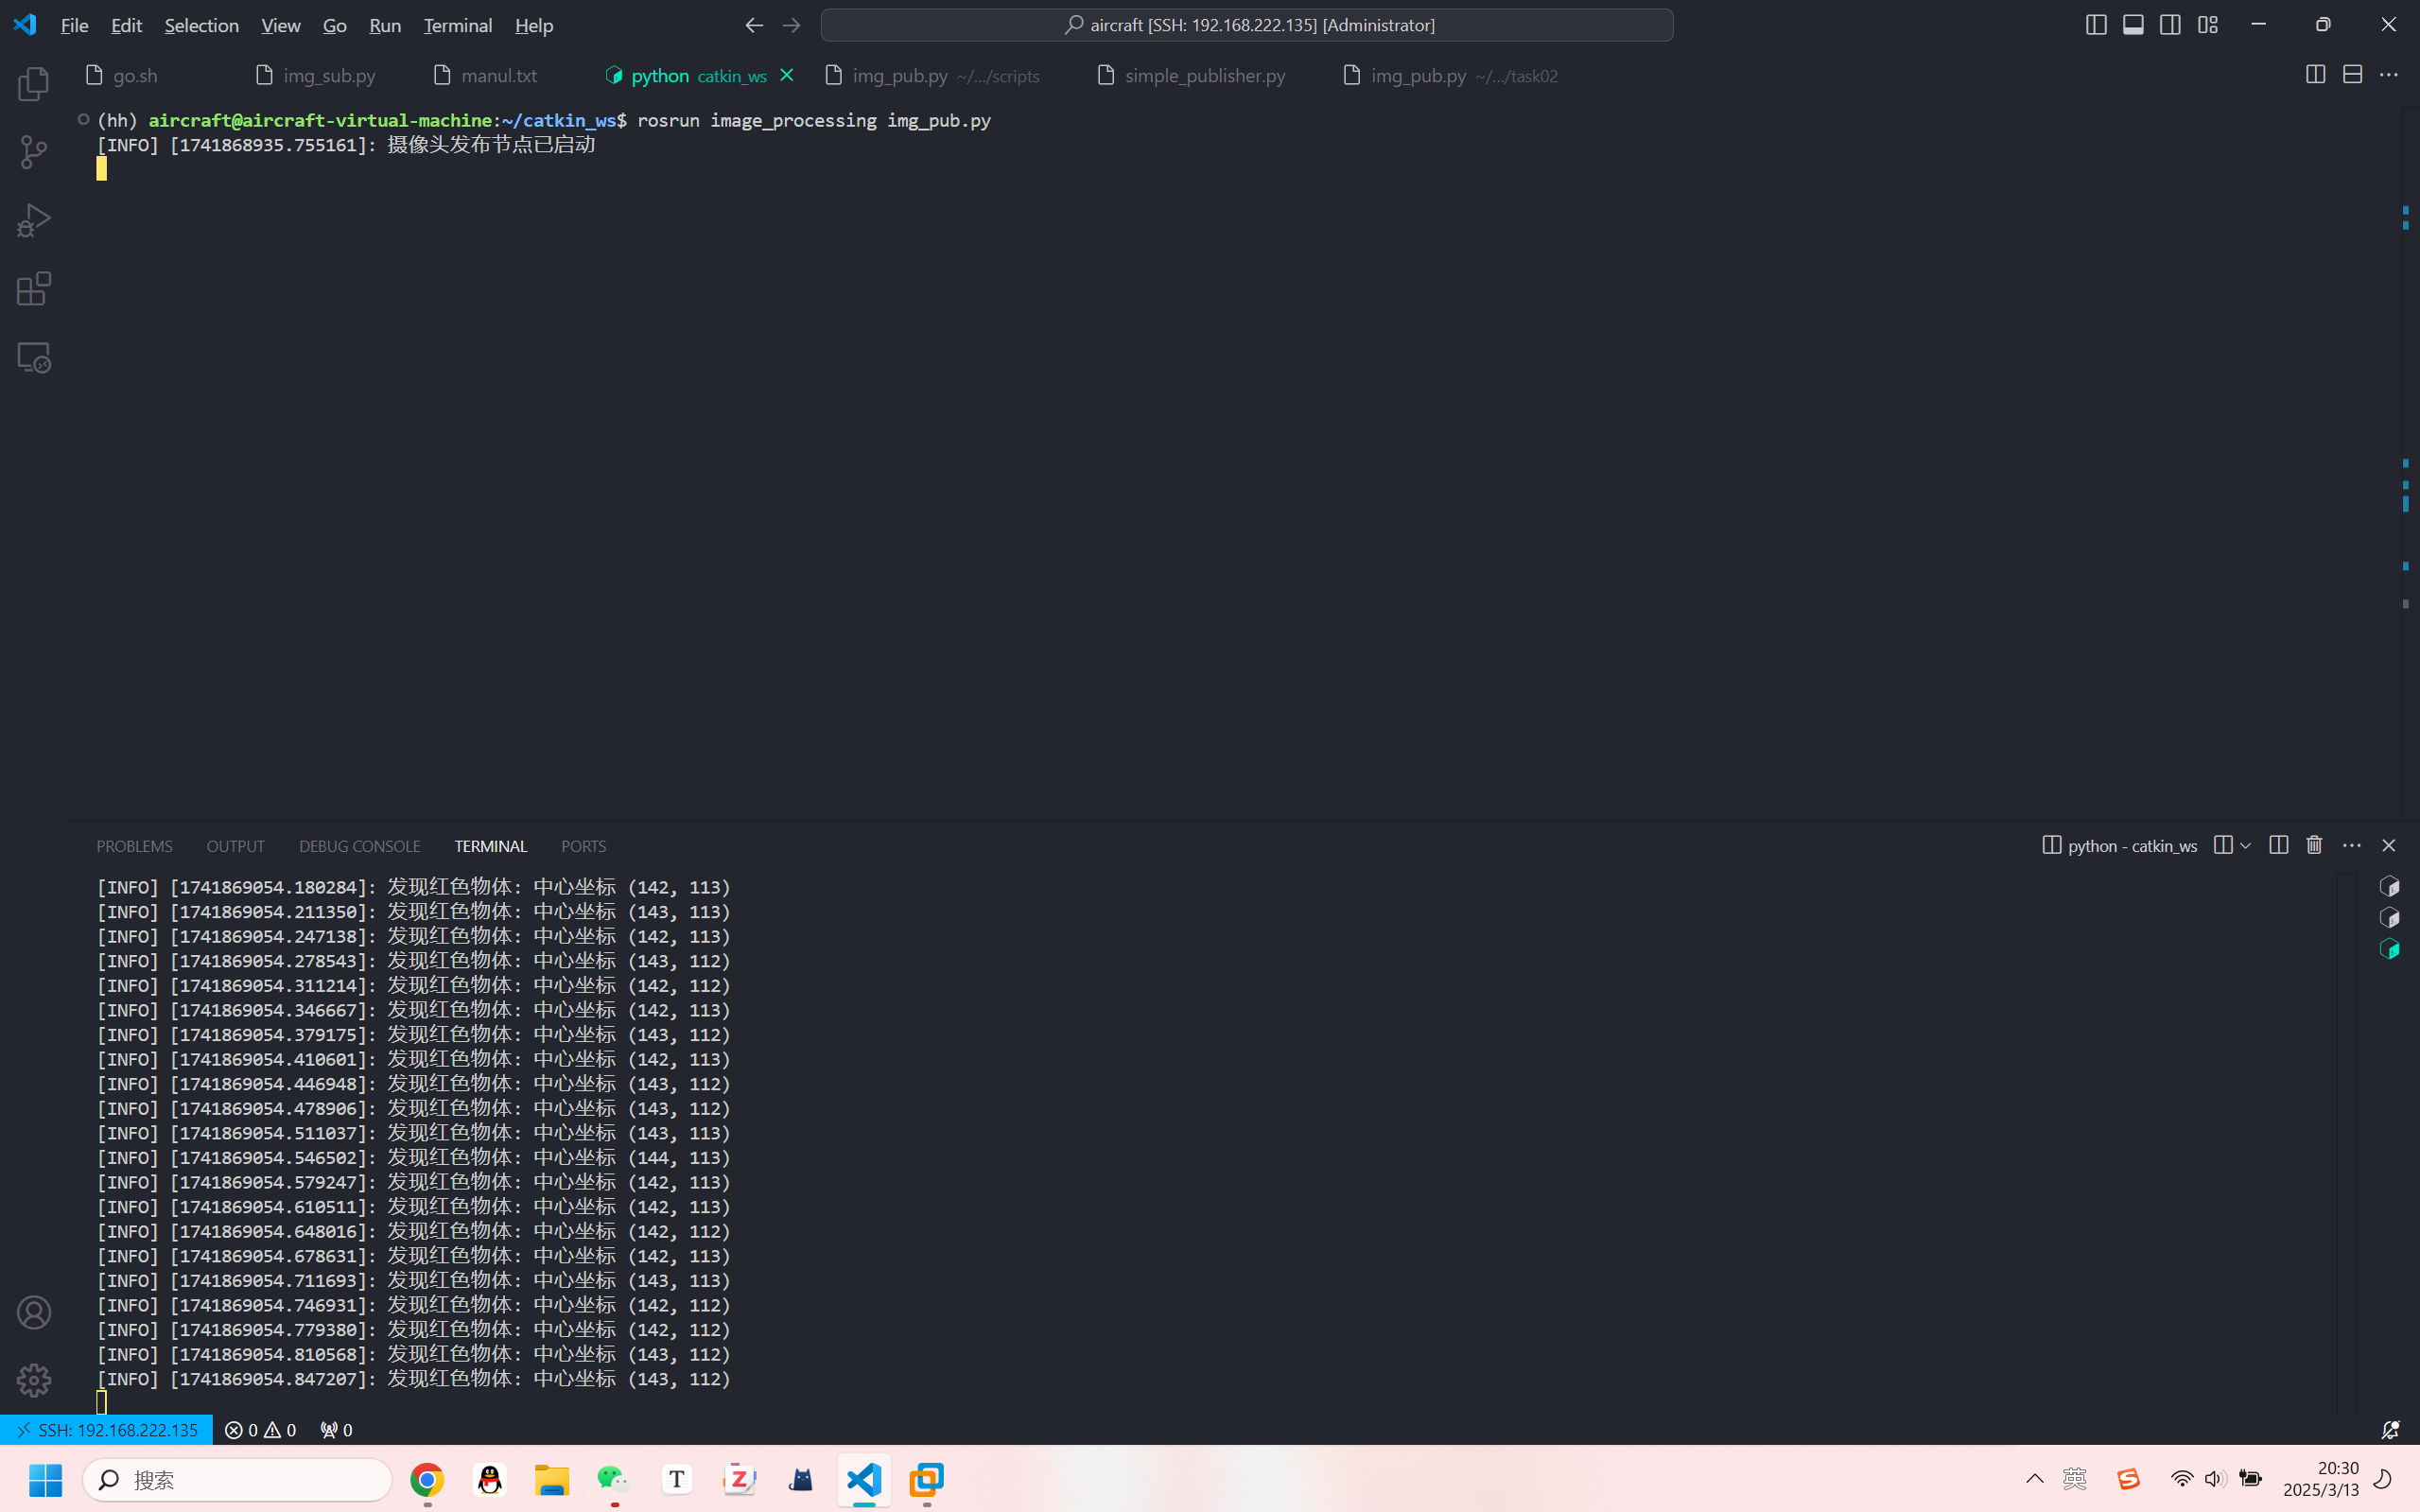 File Edit Selection View Go Run Terminal Help
aircraft [SSH: 192.168.222.135] [Administrator]
go.sh img_sub.py manul.txt python catkin_ws img_pub.py ~/.../scripts simple_publisher.py img_pub.py ~/.../task02
(hh) aircraft@aircraft-virtual-machine:~/catkin_ws$ rosrun image_processing img_pub.py
[INFO] [1741868935.755161]: 摄像头发布节点已启动
PROBLEMS OUTPUT DEBUG CONSOLE TERMINAL PORTS
python - catkin_ws
[INFO] [1741869054.180284]: 发现红色物体: 中心坐标 (142, 113)
[INFO] [1741869054.211350]: 发现红色物体: 中心坐标 (143, 113)
[INFO] [1741869054.247138]: 发现红色物体: 中心坐标 (142, 113)
[INFO] [1741869054.278543]: 发现红色物体: 中心坐标 (143, 112)
[INFO] [1741869054.311214]: 发现红色物体: 中心坐标 (142, 112)
[INFO] [1741869054.346667]: 发现红色物体: 中心坐标 (142, 113)
[INFO] [1741869054.379175]: 发现红色物体: 中心坐标 (143, 112)
[INFO] [1741869054.410601]: 发现红色物体: 中心坐标 (142, 113)
[INFO] [1741869054.446948]: 发现红色物体: 中心坐标 (143, 112)
[INFO] [1741869054.478906]: 发现红色物体: 中心坐标 (143, 112)
[INFO] [1741869054.511037]: 发现红色物体: 中心坐标 (143, 113)
[INFO] [1741869054.546502]: 发现红色物体: 中心坐标 (144, 113)
[INFO] [1741869054.579247]: 发现红色物体: 中心坐标 (142, 113)
[INFO] [1741869054.610511]: 发现红色物体: 中心坐标 (142, 113)
[INFO] [1741869054.648016]: 发现红色物体: 中心坐标 (142, 112)
[INFO] [1741869054.678631]: 发现红色物体: 中心坐标 (142, 113)
[INFO] [1741869054.711693]: 发现红色物体: 中心坐标 (143, 113)
[INFO] [1741869054.746931]: 发现红色物体: 中心坐标 (142, 112)
[INFO] [1741869054.779380]: 发现红色物体: 中心坐标 (142, 112)
[INFO] [1741869054.810568]: 发现红色物体: 中心坐标 (143, 112)
[INFO] [1741869054.847207]: 发现红色物体: 中心坐标 (143, 112)
SSH: 192.168.222.135 0 0 0
搜索
T
Z
英
S
20:30
2025/3/13